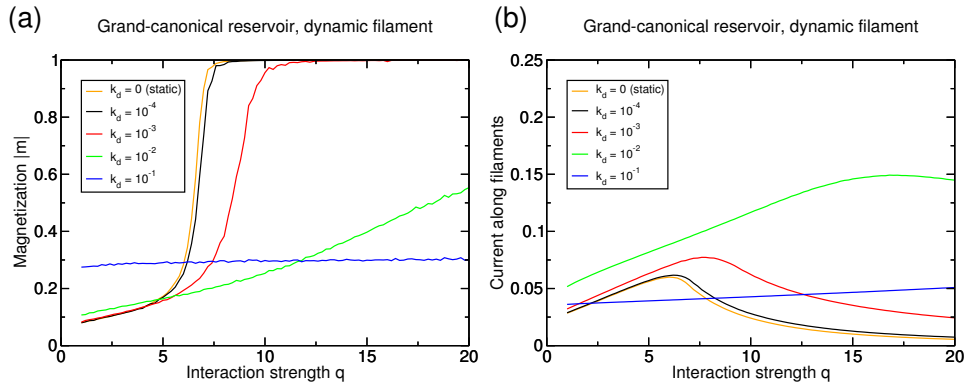 (a)
Grand-canonical reservoir, dynamic filament
Magnetization |m|
1
0.8
0.6
0.4
0.2
0
k_d = 0 (static)
k_d = 10^-4
k_d = 10^-3
k_d = 10^-2
k_d = 10^-1
0 5 10 15 20
Interaction strength q
(b)
Grand-canonical reservoir, dynamic filament
Current along filaments
0.25
0.2
0.15
0.1
0.05
0
k_d = 0 (static)
k_d = 10^-4
k_d = 10^-3
k_d = 10^-2
k_d = 10^-1
0 5 10 15 20
Interaction strength q